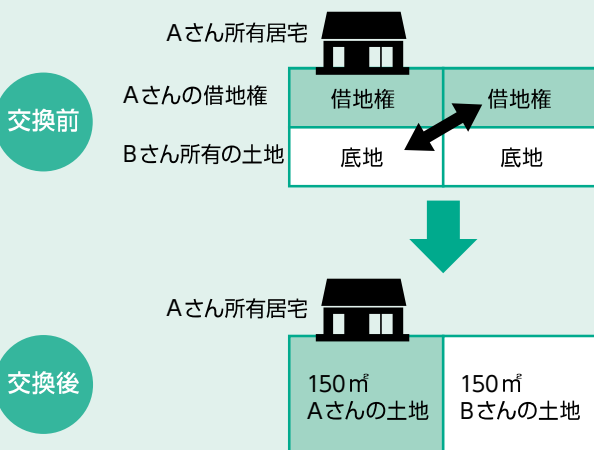 Aさん所有居宅
交換前
Aさんの借地権
借地権
借地権
Bさん所有の土地
底地
底地
Aさん所有居宅
交換後
150㎡
Aさんの土地
150㎡
Bさんの土地